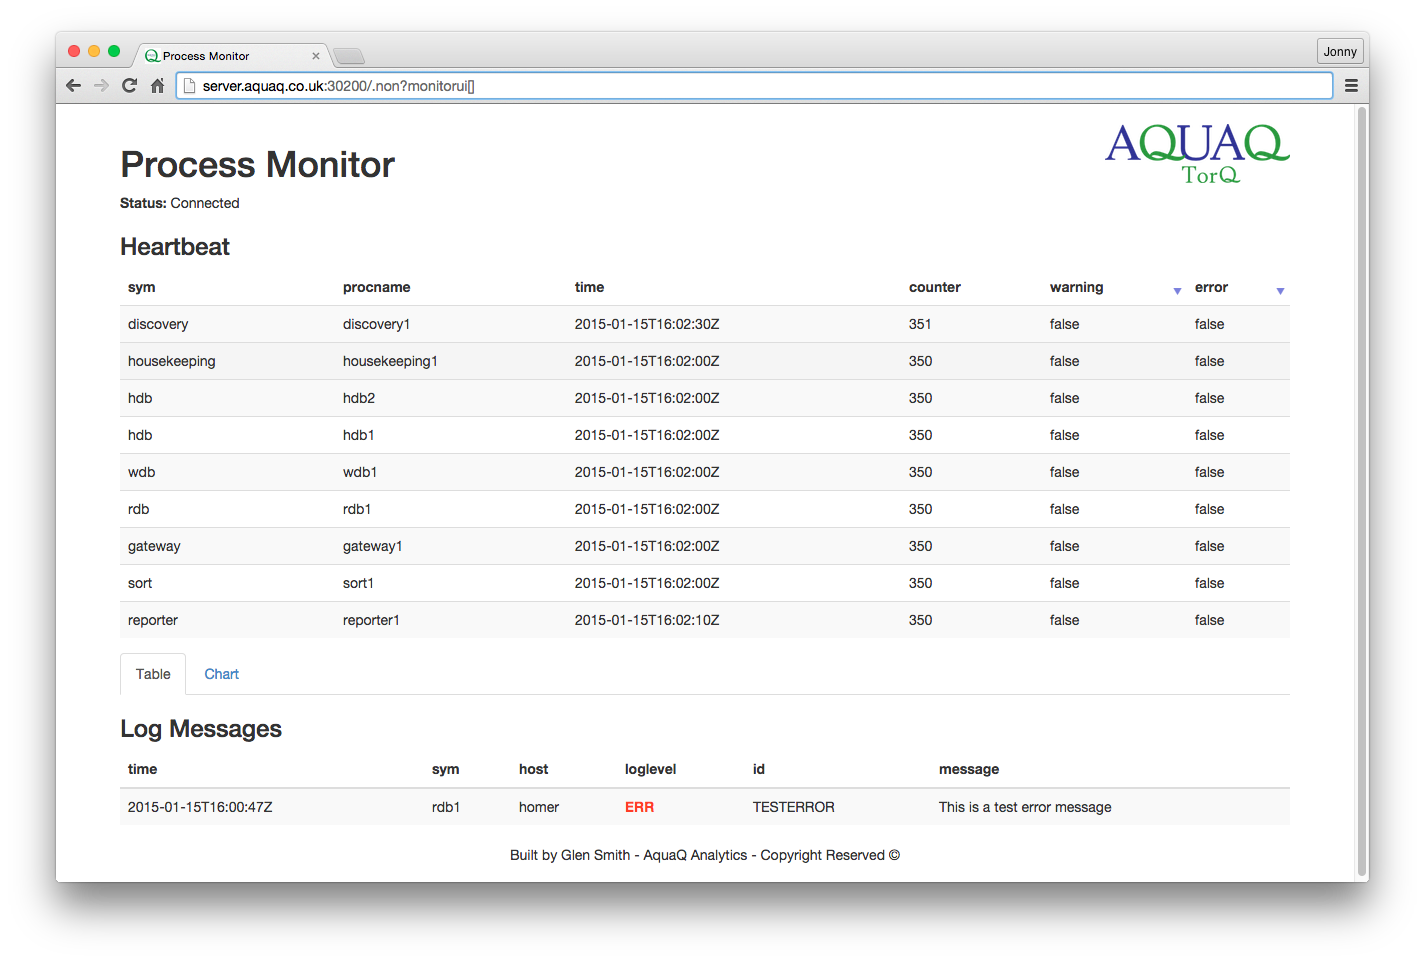 Process Monitor
Jonny
server.aquaq.co.uk:30200/.non?monitorui[]
AQUAQ
TorQ
Process Monitor
Status: Connected
Heartbeat
sym procname time counter warning error
discovery discovery1 2015-01-15T16:02:30Z 351 false false
housekeeping housekeeping1 2015-01-15T16:02:00Z 350 false false
hdb hdb2 2015-01-15T16:02:00Z 350 false false
hdb hdb1 2015-01-15T16:02:00Z 350 false false
wdb wdb1 2015-01-15T16:02:00Z 350 false false
rdb rdb1 2015-01-15T16:02:00Z 350 false false
gateway gateway1 2015-01-15T16:02:00Z 350 false false
sort sort1 2015-01-15T16:02:00Z 350 false false
reporter reporter1 2015-01-15T16:02:10Z 350 false false
Table Chart
Log Messages
time sym host loglevel id message
2015-01-15T16:00:47Z rdb1 homer ERR TESTERROR This is a test error message
Built by Glen Smith - AquaQ Analytics - Copyright Reserved ©